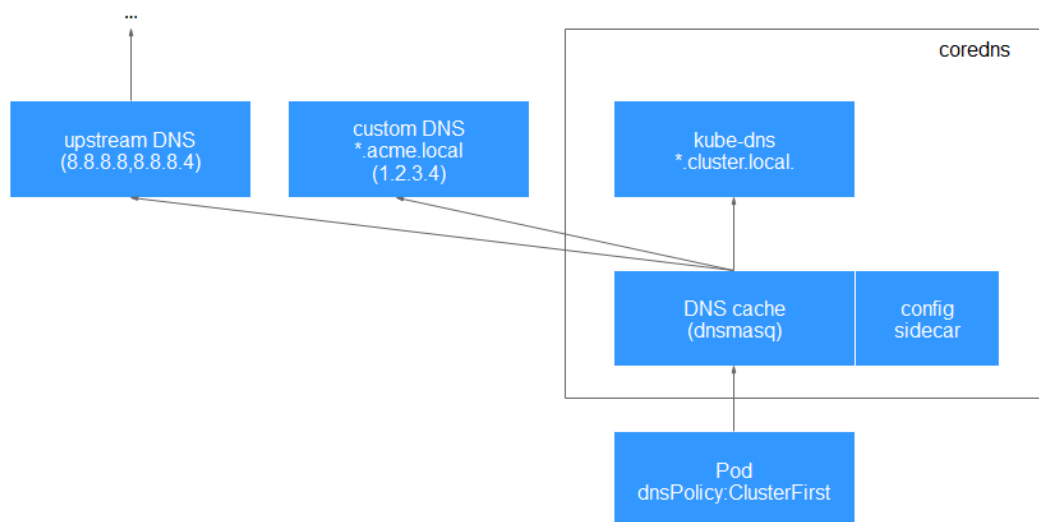 ...
coredns
upstream DNS
(8.8.8.8,8.8.8.4)
custom DNS
*.acme.local
(1.2.3.4)
kube-dns
*.cluster.local.
DNS cache
(dnsmasq)
config
sidecar
Pod
dnsPolicy:ClusterFirst